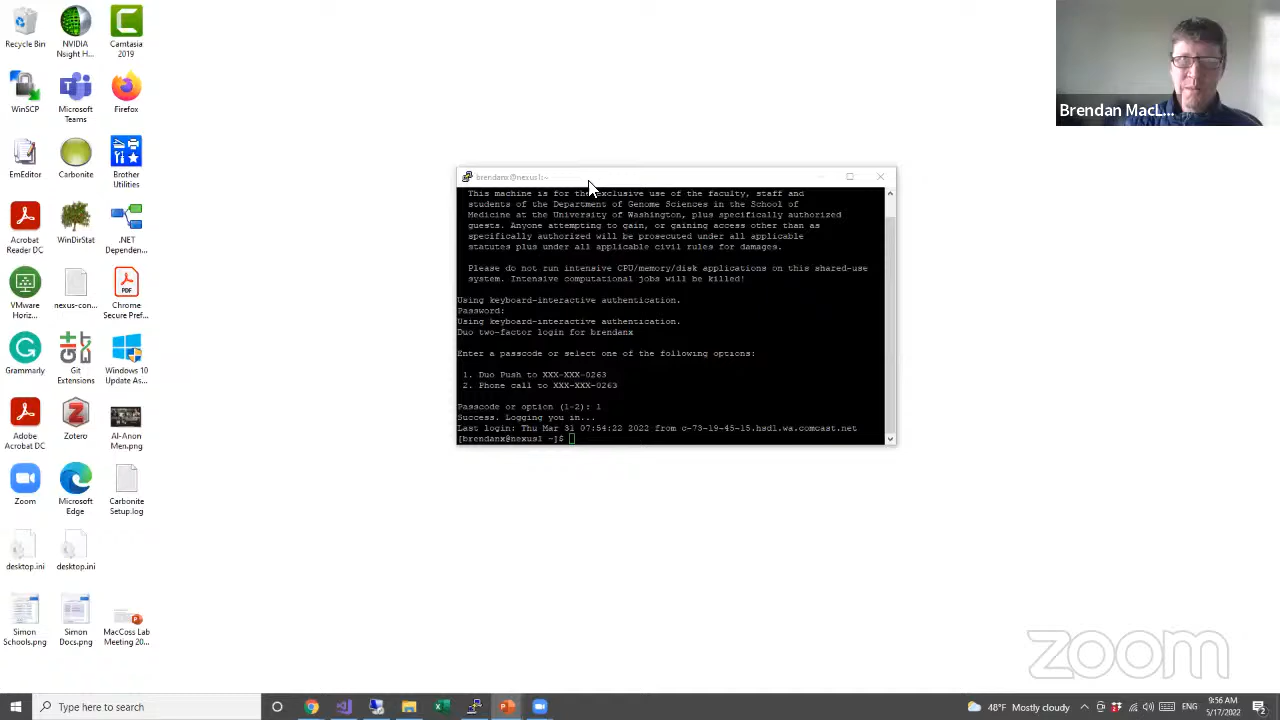 Recycle Bin
NVIDIA
Nsight H...
Camtasia
2019
WinSCP
Microsoft
Teams
Firefox
EmEditor
Carbonite
Brother
Utilities
Acrobat
Reader DC
WinDirStat
.NET
Dependen...
VMware
Horiz...
nexus-con...
Chrome
Secure Pref...
Grammarly
Git
Extensions
Windows 10
Update As...
Adobe
Acrobat DC
Zotero
Al-Anon
Men.png
Zoom
Microsoft
Edge
Carbonite
Setup.log
desktop.ini
desktop.ini
Simon
Schools.png
Simon
Docs.png
MacCoss Lab
Meeting 20...
brendanx@nexus1:~
This machine is for the exclusive use of the faculty, staff and
students of the Department of Genome Sciences in the School of
Medicine at the University of Washington, plus specifically authorized
guests. Anyone attempting to gain, or gaining access other than as
specifically authorized will be prosecuted under all applicable
statutes plus under all applicable civil rules for damages.
Please do not run intensive CPU/memory/disk applications on this shared-use
system. Intensive computational jobs will be killed!
Using keyboard-interactive authentication.
Password:
Using keyboard-interactive authentication.
Duo two-factor login for brendanx
Enter a passcode or select one of the following options:
1. Duo Push to XXX-XXX-0263
2. Phone call to XXX-XXX-0263
Passcode or option (1-2): 1
Success. Logging you in...
Last login: Thu Mar 31 07:54:22 2022 from c-73-19-45-15.hsd1.wa.comcast.net
[brendanx@nexus1 ~]$
Brendan MacL...
zoom
Type here to search
48°F Mostly cloudy
9:56 AM
5/17/2022
2